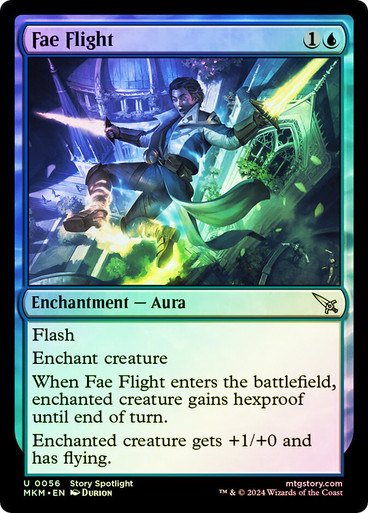 Fae Flight 1
Enchantment — Aura
Flash
Enchant creature
When Fae Flight enters the battlefield,
enchanted creature gains hexproof
until end of turn.
Enchanted creature gets +1/+0 and
has flying.
U 0056 Story Spotlight mtgstory.com
MKM • EN Durion ™ & © 2024 Wizards of the Coast